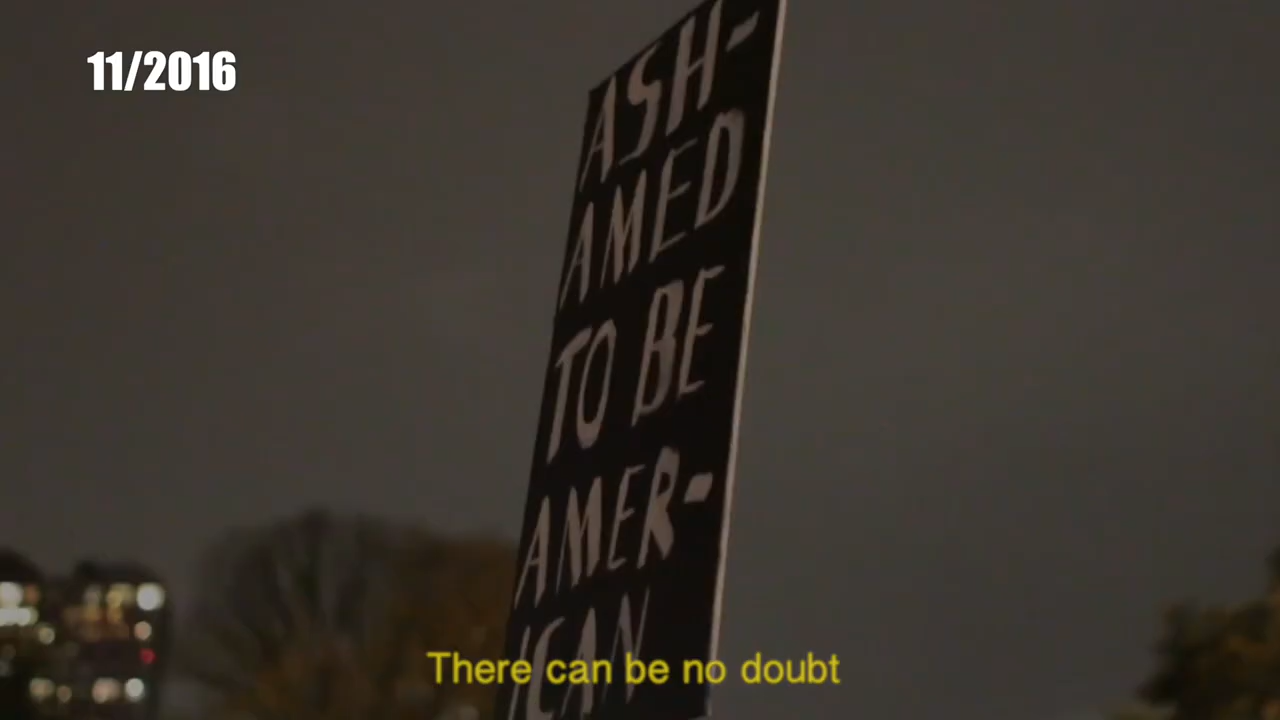 11/2016
ASH-
AMED
TO BE
AMER-
ICAN
There can be no doubt